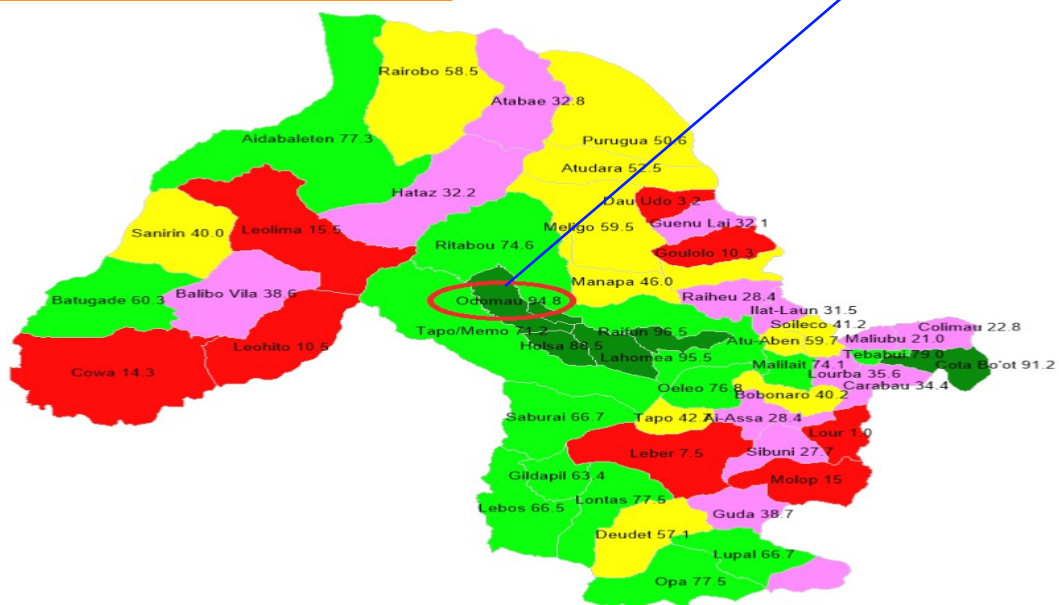 Rairobo 58.5
Atabae 32.8
Aidabaleten 77.3
Purugua 50.6
Atudara 52.5
Hataz 32.2
Dau Udo 3.2
Guenu Lai 32.1
Sanirin 40.0
Leolima 15.5
Meligo 59.5
Ritabou 74.6
Goulolo 10.3
Batugade 60.3
Balibo Vila 38.6
Manapa 46.0
Odomau 94.8
Raiheu 28.4
Ilat-Laun 31.5
Soileco 41.2
Colimau 22.8
Tapo/Memo 71.2
Raifun 96.5
Atu-Aben 59.7
Maliubu 21.0
Leohito 10.5
Holsa 88.5
Lahomea 95.5
Malilait 74.1
Tebabui 79.0
Cota Bo'ot 91.2
Cowa 14.3
Lourba 35.6
Carabau 34.4
Oeleo 76.8
Bobonaro 40.2
Saburai 66.7
Tapo 42.7
Ai-Assa 28.4
Lour 1.0
Leber 7.5
Sibuni 27.7
Gildapil 63.4
Molop 15
Lebos 66.5
Lontas 77.5
Guda 38.7
Deudet 57.1
Lupal 66.7
Opa 77.5